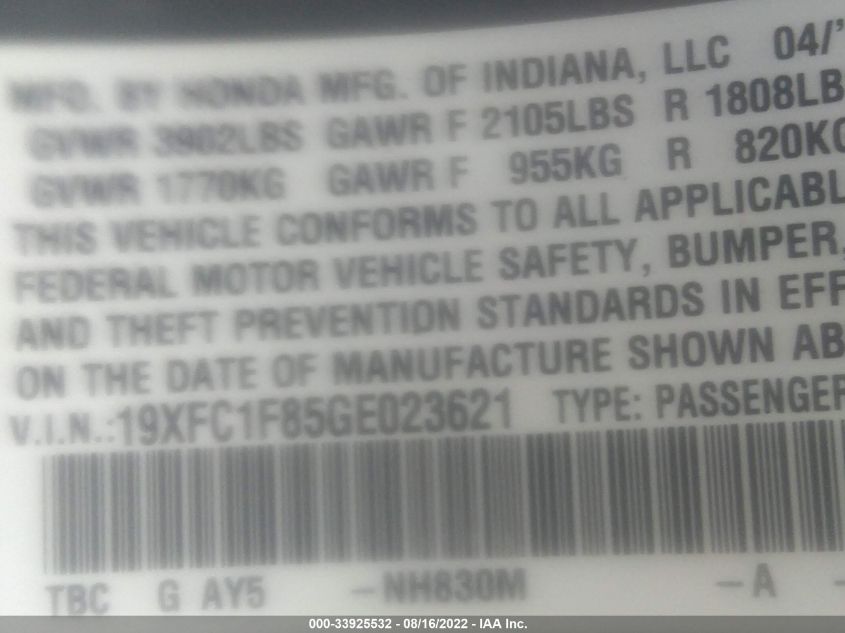 MFD. BY HONDA MFG. OF INDIANA, LLC 04/'
GVWR 3902LBS GAWR F 2105LBS R 1808LB
GVWR 1770KG GAWR F 955KG R 820KG
THIS VEHICLE CONFORMS TO ALL APPLICABL
FEDERAL MOTOR VEHICLE SAFETY, BUMPER,
AND THEFT PREVENTION STANDARDS IN EFF
ON THE DATE OF MANUFACTURE SHOWN AB
V.I.N.:19XFC1F85GE023621 TYPE: PASSENGER
TBC G AY5 -NH830M -A -
000-33925532 - 08/16/2022 - IAA Inc.